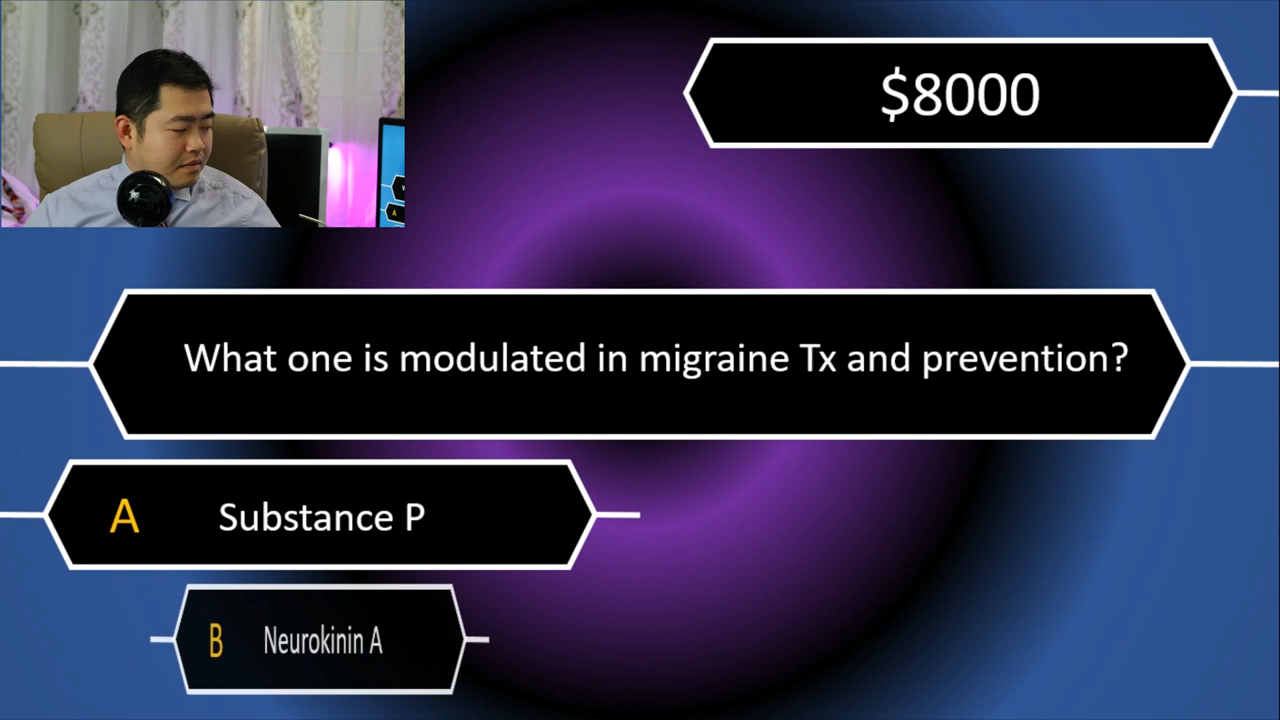 $8000
What one is modulated in migraine Tx and prevention?
A Substance P
B Neurokinin A